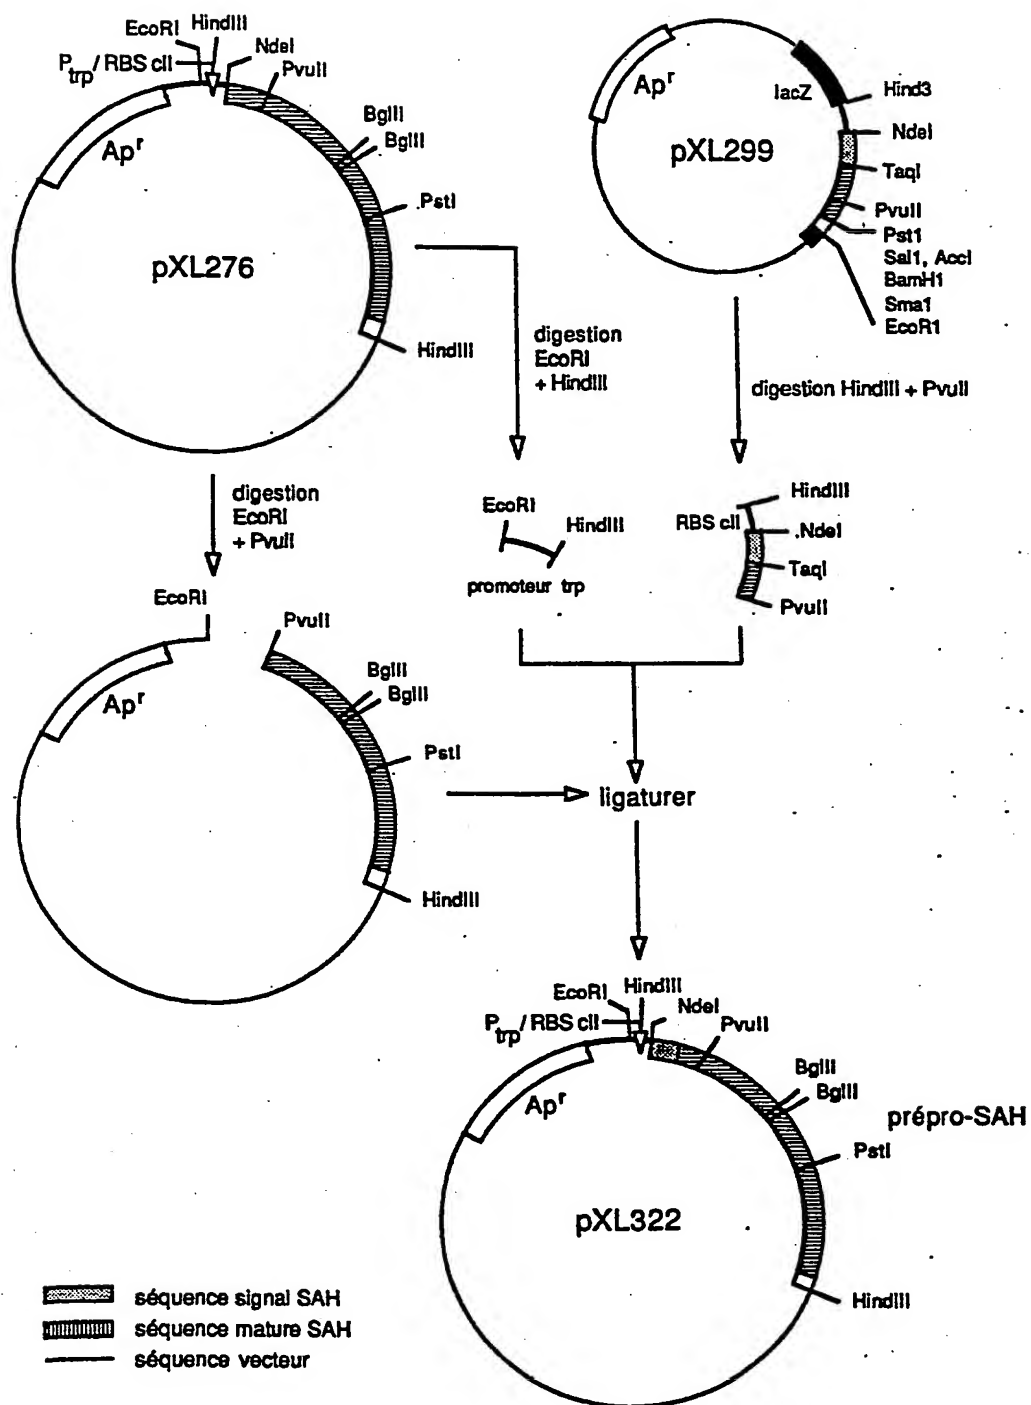 EcoRI
HindIII
Ptrp/ RBS cII
NdeI
PvuII
BglII
BglII
PstI
Apr
pXL276
HindIII
Apr
lacZ
Hind3
NdeI
TaqI
PvuII
Pst1
Sal1, AccI
BamH1
Sma1
EcoR1
pXL299
digestion
EcoRI
+ HindIII
digestion HindIII + PvuII
digestion
EcoRI
+ PvuII
EcoRI
HindIII
promoteur trp
HindIII
RBS cII
.NdeI
TaqI
PvuII
EcoRI
PvuII
BglII
BglII
PstI
Apr
HindIII
ligaturer
EcoRI
HindIII
Ptrp/ RBS cII
NdeI
PvuII
BglII
BglII
PstI
Apr
prépro-SAH
pXL322
HindIII
séquence signal SAH
séquence mature SAH
séquence vecteur